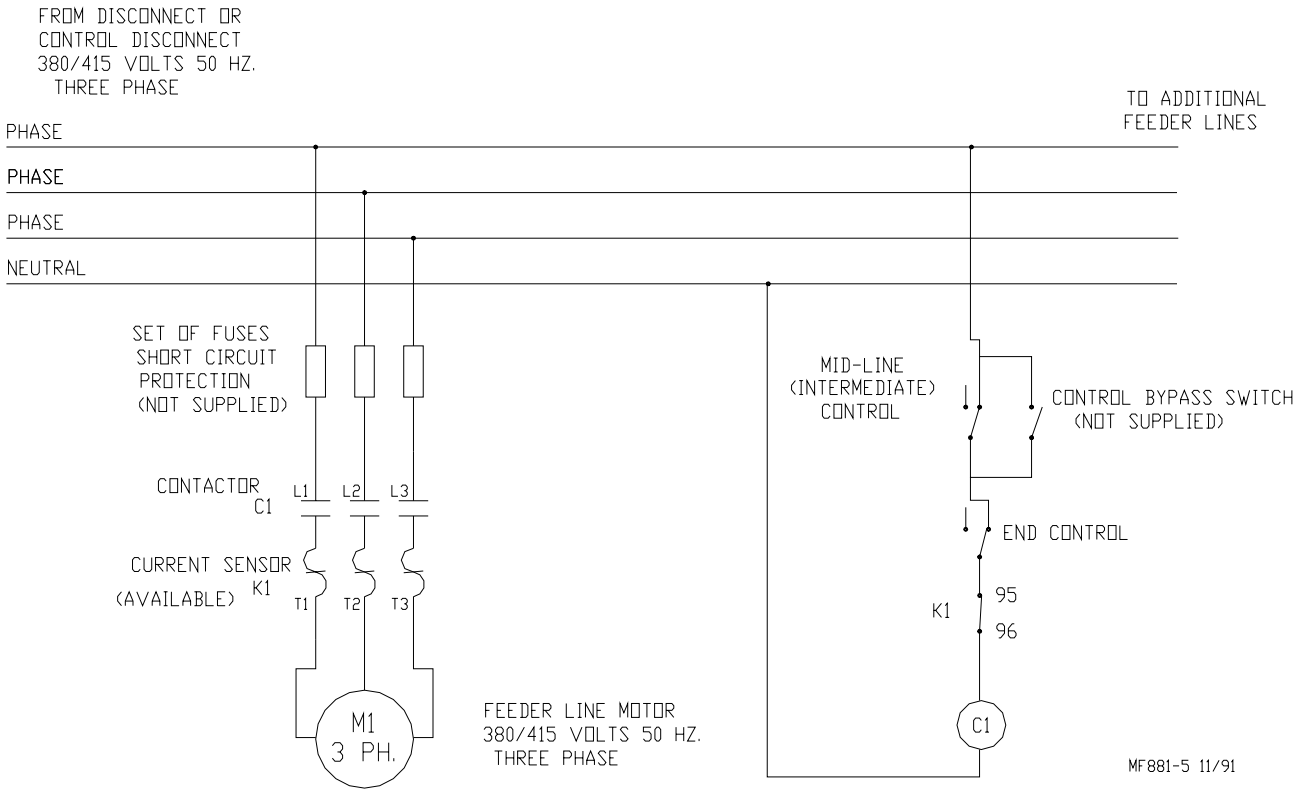 FROM DISCONNECT OR
CONTROL DISCONNECT
380/415 VOLTS 50 HZ.
THREE PHASE
TO ADDITIONAL
FEEDER LINES
PHASE
PHASE
PHASE
NEUTRAL
SET OF FUSES
SHORT CIRCUIT
PROTECTION
(NOT SUPPLIED)
MID-LINE
(INTERMEDIATE)
CONTROL
CONTROL BYPASS SWITCH
(NOT SUPPLIED)
CONTACTOR
C1
L1
L2
L3
END CONTROL
CURRENT SENSOR
K1
(AVAILABLE)
T1
T2
T3
K1
95
96
M1
3 PH.
FEEDER LINE MOTOR
380/415 VOLTS 50 HZ.
THREE PHASE
C1
MF881-5 11/91